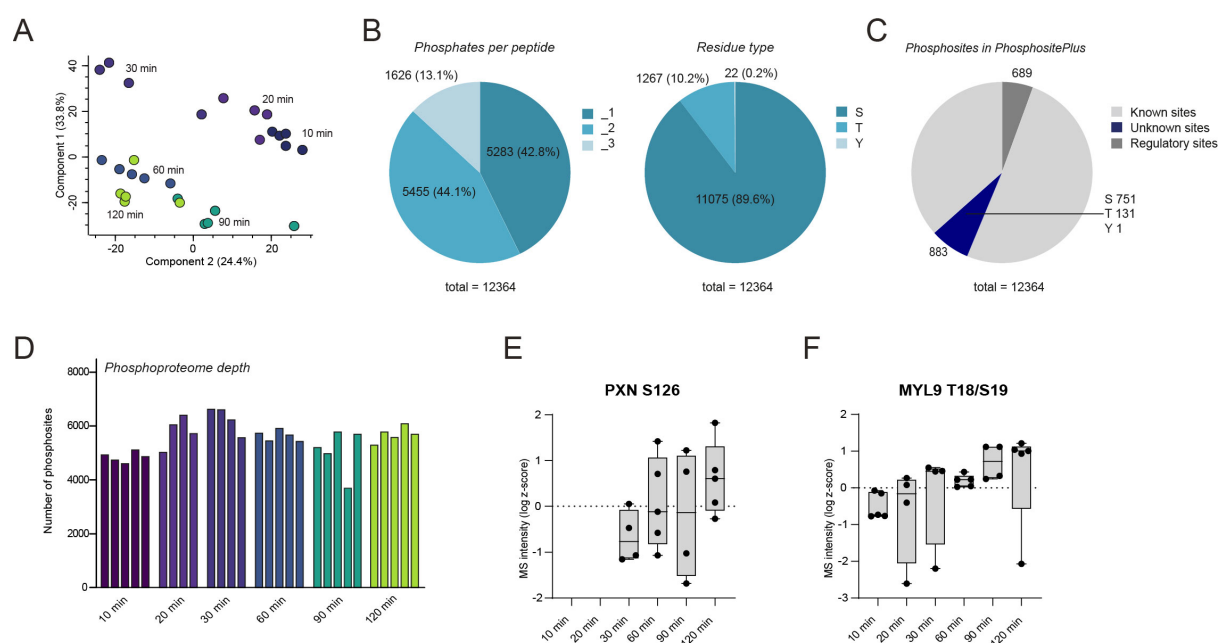 A
Component 1 (33.8%)
40
20
0
-20
-20
0
20
Component 2 (24.4%)
30 min
20 min
10 min
60 min
120 min
90 min
B
Phosphates per peptide
1626 (13.1%)
5283 (42.8%)
5455 (44.1%)
_1
_2
_3
total = 12364
Residue type
1267 (10.2%)
22 (0.2%)
11075 (89.6%)
S
T
Y
total = 12364
C
Phosphosites in PhosphositePlus
689
883
S 751
T 131
Y 1
Known sites
Unknown sites
Regulatory sites
total = 12364
D
Phosphoproteome depth
Number of phosphosites
8000
6000
4000
2000
0
10 min
20 min
30 min
60 min
90 min
120 min
E
PXN S126
MS intensity (log z-score)
2
1
0
-1
-2
10 min
20 min
30 min
60 min
90 min
120 min
F
MYL9 T18/S19
MS intensity (log z-score)
2
1
0
-1
-2
-3
10 min
20 min
30 min
60 min
90 min
120 min